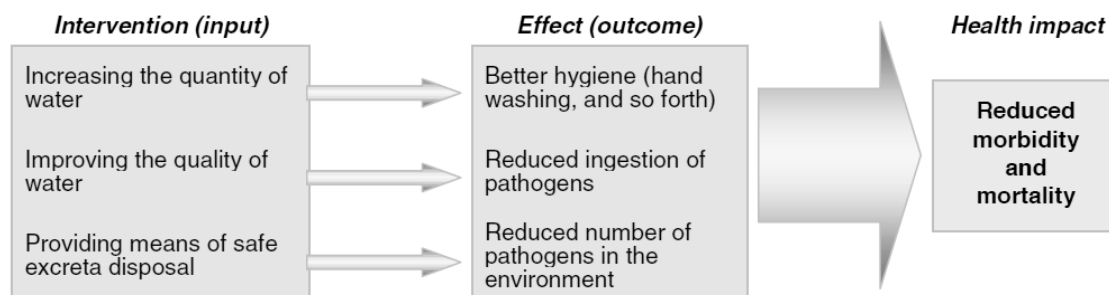 Intervention (input)
Effect (outcome)
Health impact
Increasing the quantity of
water
Improving the quality of
water
Providing means of safe
excreta disposal
Better hygiene (hand
washing, and so forth)
Reduced ingestion of
pathogens
Reduced number of
pathogens in the
environment
Reduced
morbidity
and
mortality